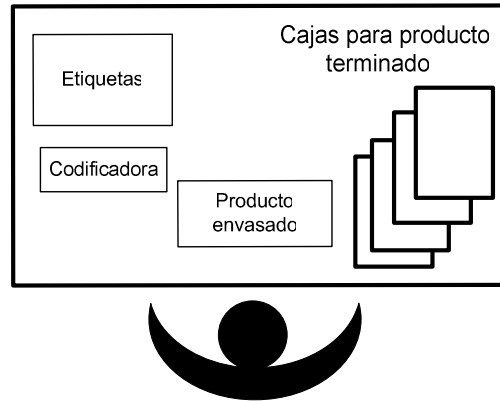 Cajas para producto
terminado
Etiquetas
Codificadora
Producto
envasado